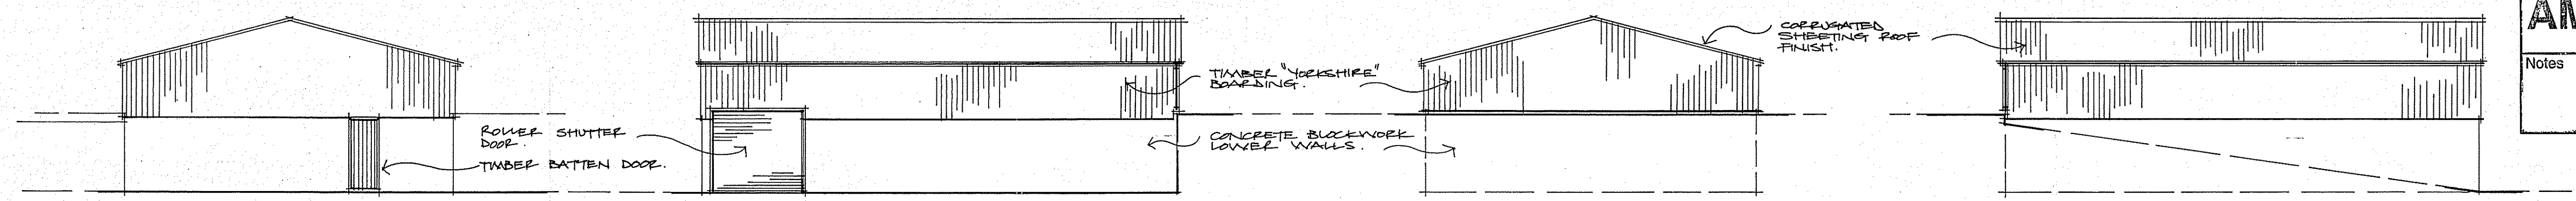 ROLLER SHUTTER
DOOR.
TIMBER BATTEN DOOR.
TIMBER "YORKSHIRE"
BOARDING.
CONCRETE BLOCKWORK
LOWER WALLS.
CORRUGATED
SHEETING ROOF
FINISH.
Notes